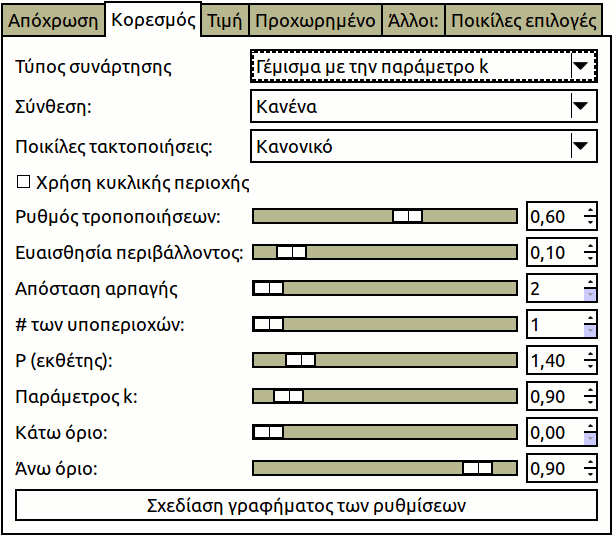 Απόχρωση Κορεσμός Τιμή Προχωρημένο Άλλοι: Ποικίλες επιλογές
Τύπος συνάρτησης Γέμισμα με την παράμετρο k
Σύνθεση: Κανένα
Ποικίλες τακτοποιήσεις: Κανονικό
Χρήση κυκλικής περιοχής
Ρυθμός τροποποιήσεων: 0,60
Ευαισθησία περιβάλλοντος: 0,10
Απόσταση αρπαγής 2
# των υποπεριοχών: 1
P (εκθέτης): 1,40
Παράμετρος k: 0,90
Κάτω όριο: 0,00
Άνω όριο: 0,90
Σχεδίαση γραφήματος των ρυθμίσεων